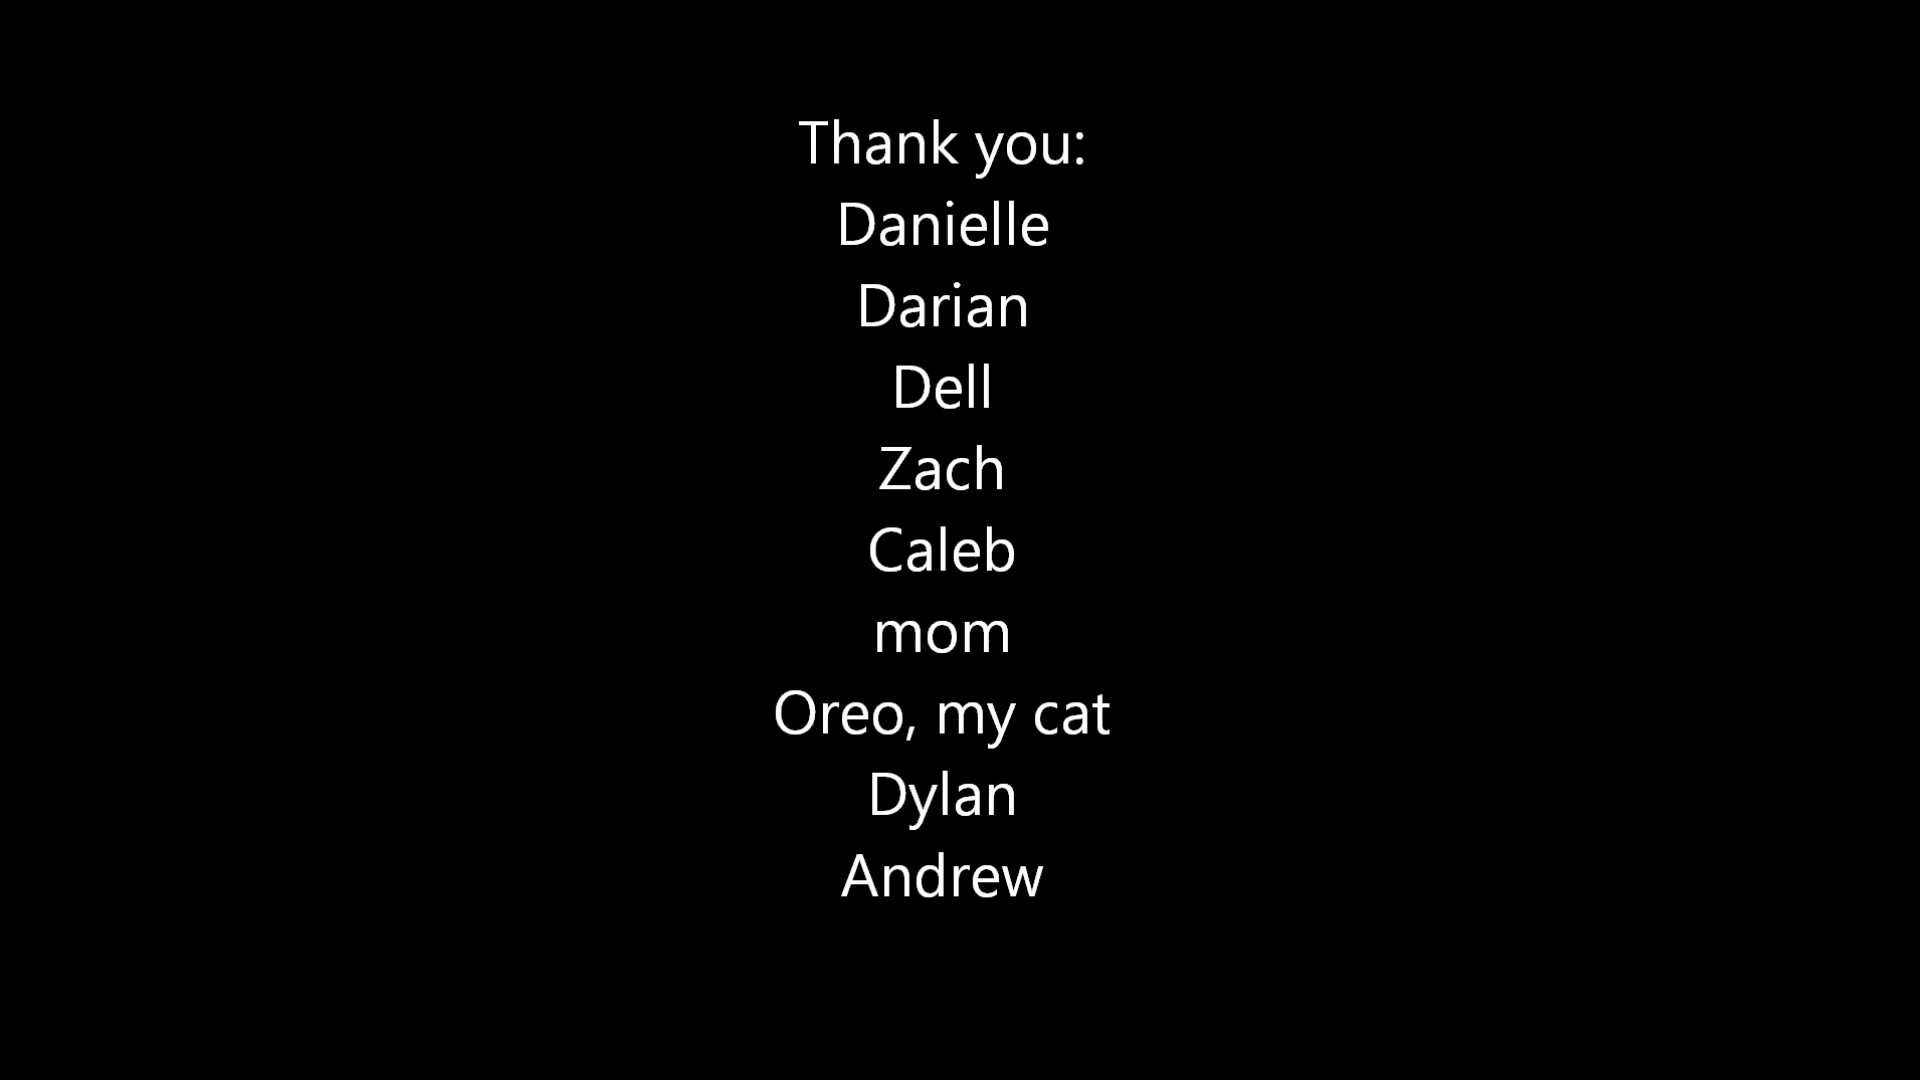 Thank you:
Danielle
Darian
Dell
Zach
Caleb
mom
Oreo, my cat
Dylan
Andrew